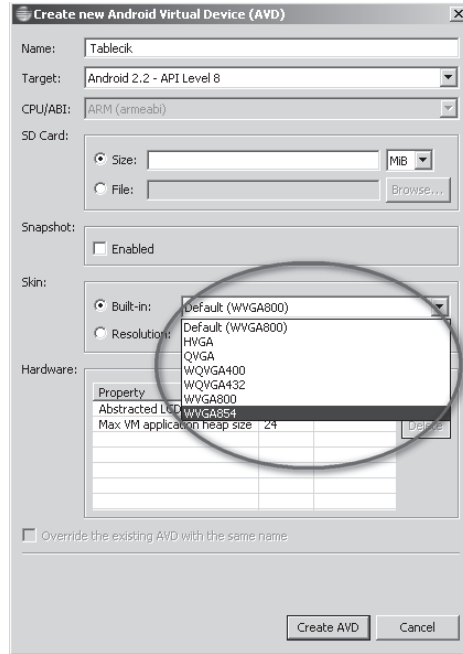 Create new Android Virtual Device (AVD)
Name: Tablecik
Target: Android 2.2 - API Level 8
CPU/ABI: ARM (armeabi)
SD Card:
Size: MiB
File: Browse...
Snapshot:
Enabled
Skin:
Built-in: Default (WVGA800)
Resolution: Default (WVGA800)
HVGA
QVGA
WQVGA400
WQVGA432
WVGA800
WVGA854
Hardware:
Property
Abstracted LCD
Max VM application heap size 24 Delete
Override the existing AVD with the same name
Create AVD Cancel